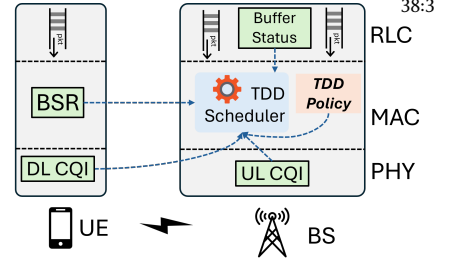 38:3
pkt
pkt
Buffer
Status
pkt
RLC
BSR
TDD
Scheduler
TDD
Policy
MAC
DL CQI
UL CQI
PHY
UE
BS